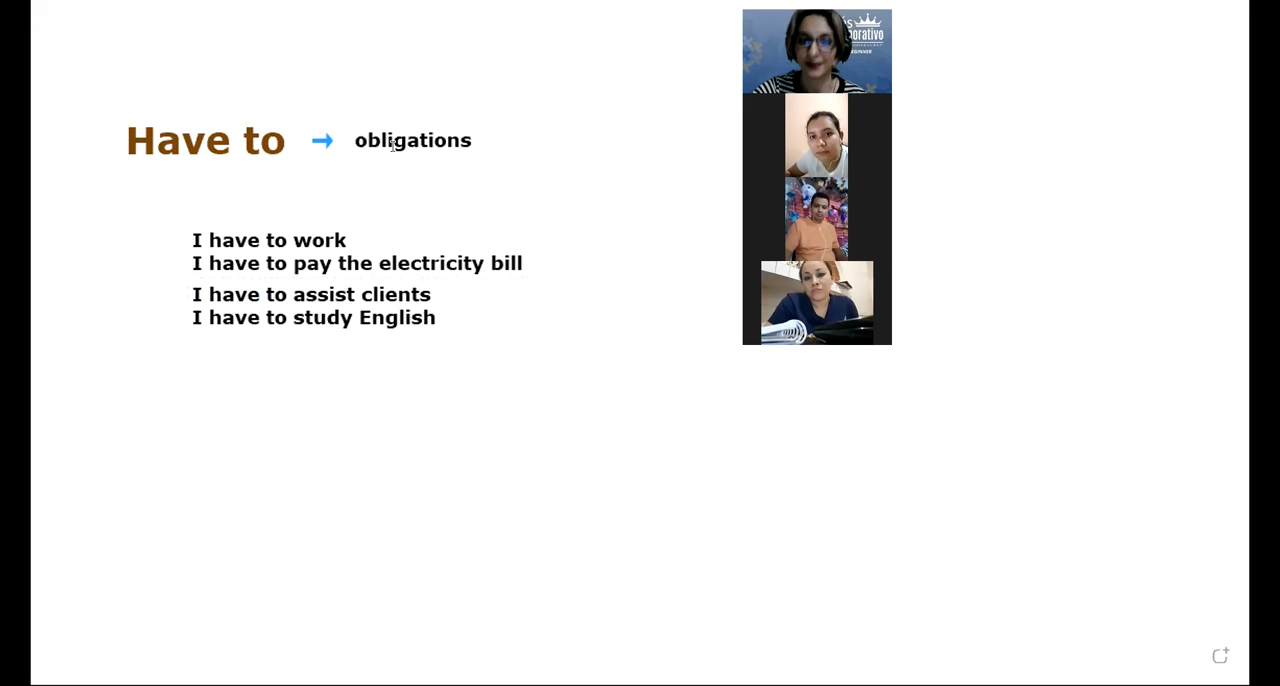 Have to → obligations
I have to work
I have to pay the electricity bill
I have to assist clients
I have to study English